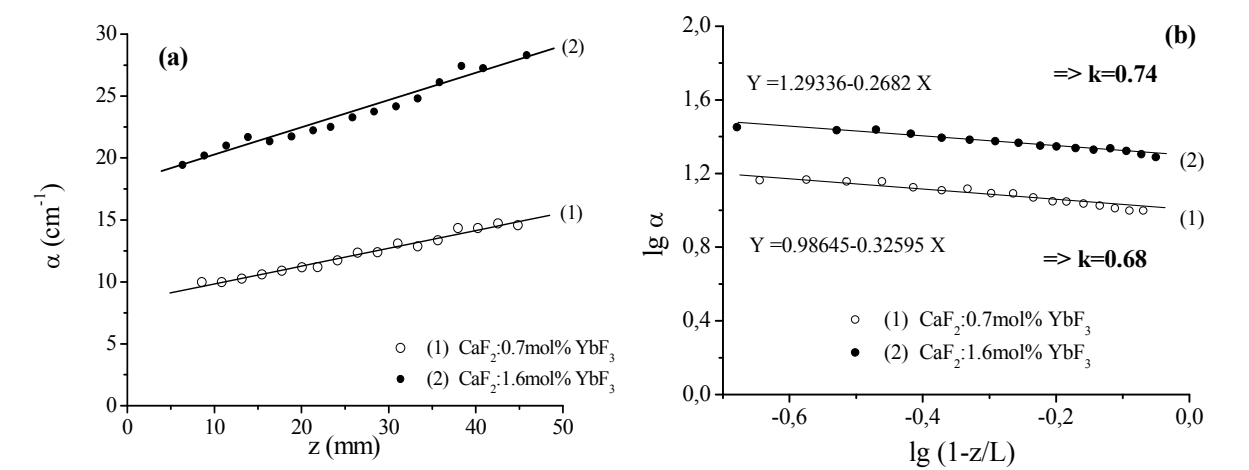 (a)
30
25
20
15
10
5
0
α (cm⁻¹)
0 10 20 30 40 50
z (mm)
(2)
(1)
(1) CaF₂:0.7mol% YbF₃
(2) CaF₂:1.6mol% YbF₃
(b)
2,0
1,6
1,2
0,8
0,4
0,0
lg α
=> k=0.74
Y =1.29336-0.2682 X
(2)
(1)
Y =0.98645-0.32595 X
=> k=0.68
(1) CaF₂:0.7mol% YbF₃
(2) CaF₂:1.6mol% YbF₃
-0,6 -0,4 -0,2 0,0
lg (1-z/L)